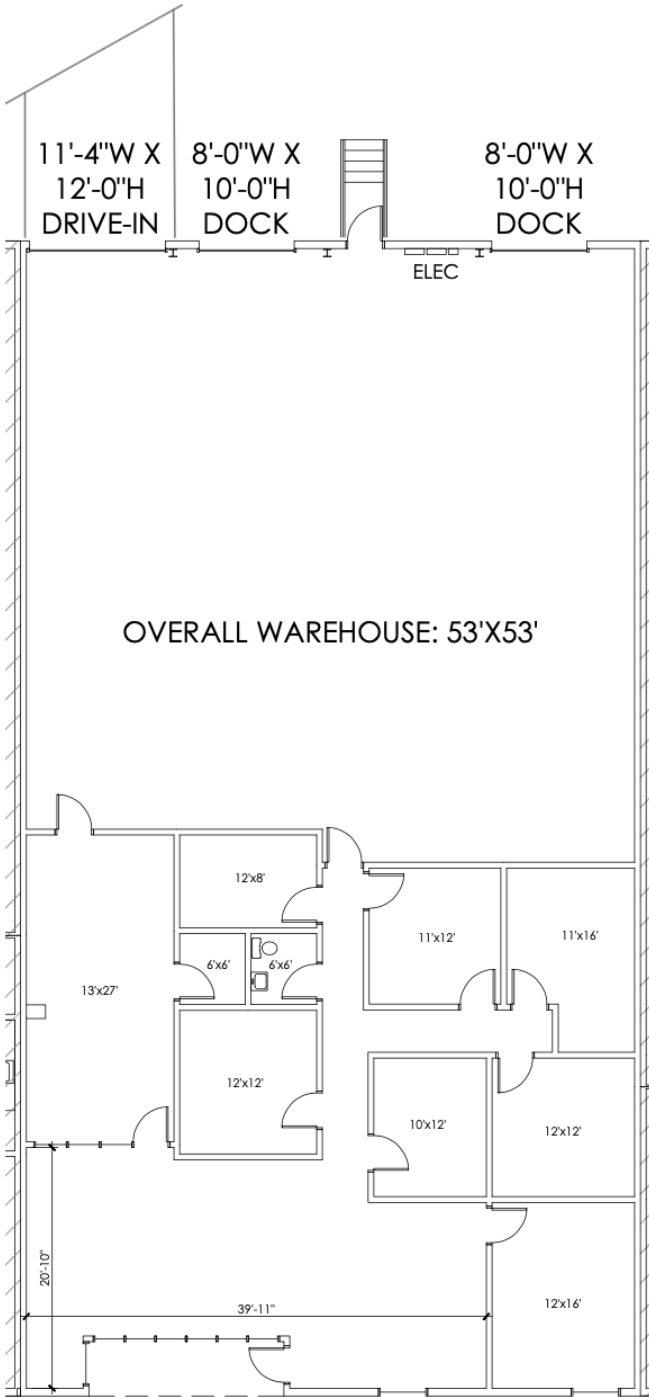 11'-4"W X
12'-0"H
DRIVE-IN
8'-0"W X
10'-0"H
DOCK
8'-0"W X
10'-0"H
DOCK
ELEC
OVERALL WAREHOUSE: 53'X53'
12'x8'
11'x12'
11'x16'
6'x6'
6'x6'
13'x27'
12'x12'
10'x12'
12'x12'
20'-10"
39'-11"
12'x16'